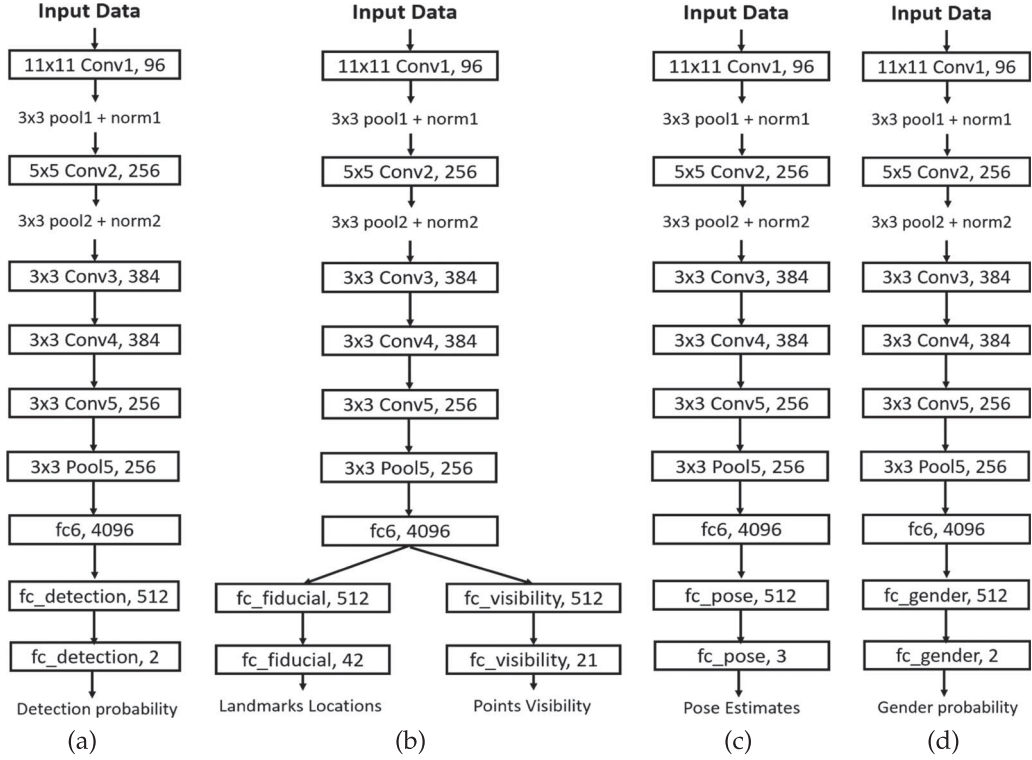 Input Data
11x11 Conv1, 96
3x3 pool1 + norm1
5x5 Conv2, 256
3x3 pool2 + norm2
3x3 Conv3, 384
3x3 Conv4, 384
3x3 Conv5, 256
3x3 Pool5, 256
fc6, 4096
fc_detection, 512
fc_detection, 2
Detection probability
(a)
Input Data
11x11 Conv1, 96
3x3 pool1 + norm1
5x5 Conv2, 256
3x3 pool2 + norm2
3x3 Conv3, 384
3x3 Conv4, 384
3x3 Conv5, 256
3x3 Pool5, 256
fc6, 4096
fc_fiducial, 512
fc_visibility, 512
fc_fiducial, 42
fc_visibility, 21
Landmarks Locations
Points Visibility
(b)
Input Data
11x11 Conv1, 96
3x3 pool1 + norm1
5x5 Conv2, 256
3x3 pool2 + norm2
3x3 Conv3, 384
3x3 Conv4, 384
3x3 Conv5, 256
3x3 Pool5, 256
fc6, 4096
fc_pose, 512
fc_pose, 3
Pose Estimates
(c)
Input Data
11x11 Conv1, 96
3x3 pool1 + norm1
5x5 Conv2, 256
3x3 pool2 + norm2
3x3 Conv3, 384
3x3 Conv4, 384
3x3 Conv5, 256
3x3 Pool5, 256
fc6, 4096
fc_gender, 512
fc_gender, 2
Gender probability
(d)